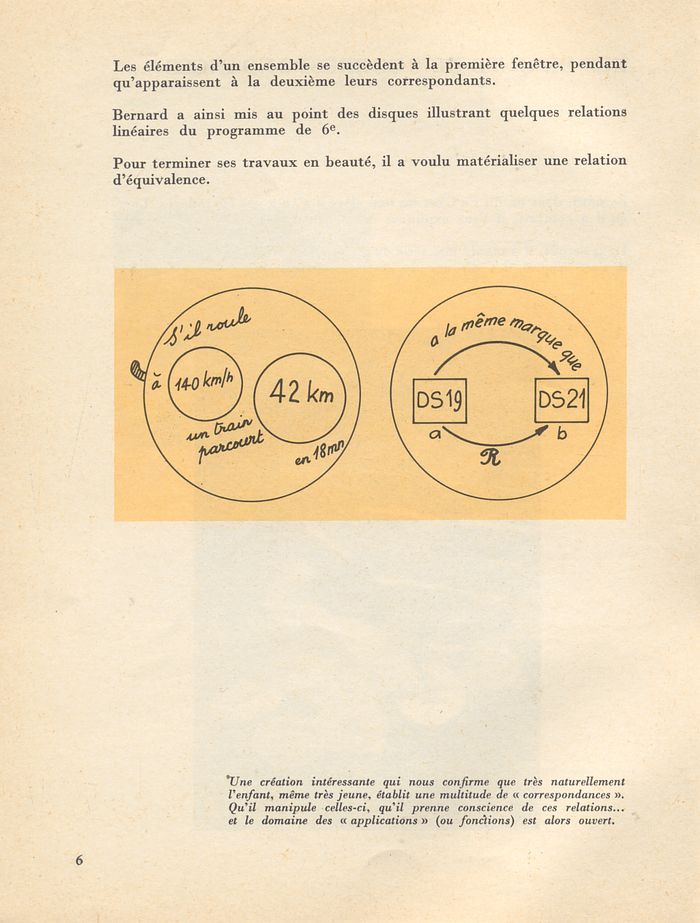 Les éléments d'un ensemble se succèdent à la première fenêtre, pendant
qu'apparaissent à la deuxième leurs correspondants.
Bernard a ainsi mis au point des disques illustrant quelques relations
linéaires du programme de 6e.
Pour terminer ses travaux en beauté, il a voulu matérialiser une relation
d'équivalence.
S'il roule
à
140 km/h
42 km
un train
parcourt
en 18mn
a la même marque que
DS19
DS21
a
b
R
Une création intéressante qui nous confirme que très naturellement
l'enfant, même très jeune, établit une multitude de « correspondances ».
Qu'il manipule celles-ci, qu'il prenne conscience de ces relations...
et le domaine des « applications » (ou fonctions) est alors ouvert.
6